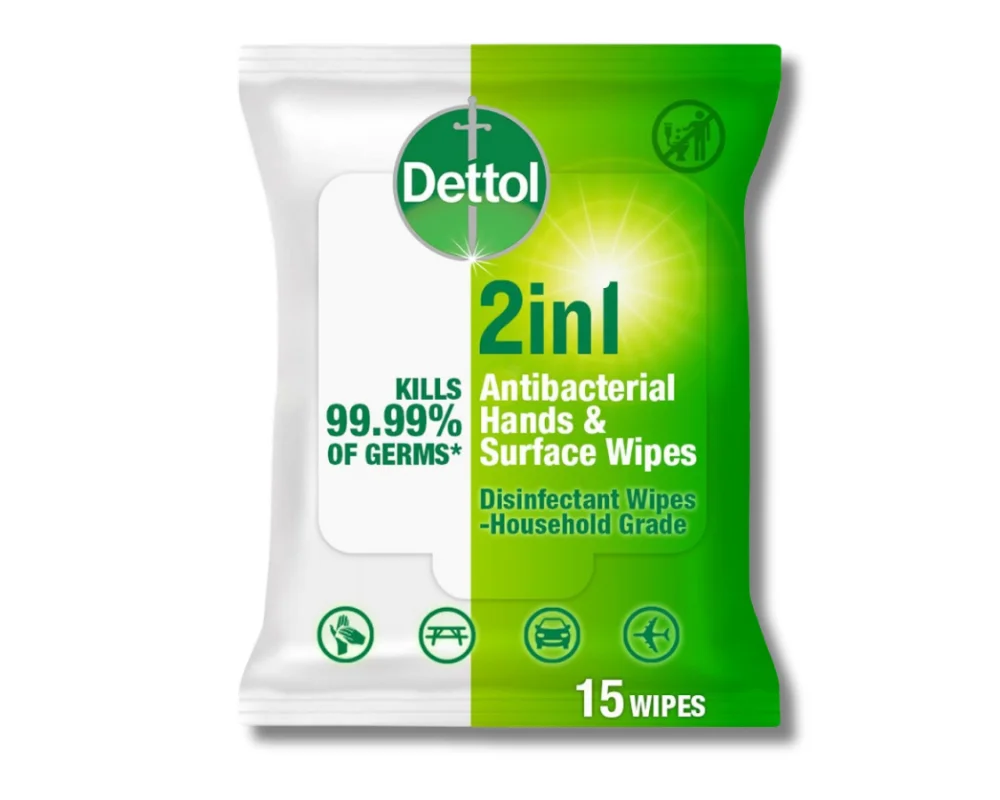 Dettol
2in1
KILLS
99.99%
OF GERMS*
Antibacterial
Hands &
Surface Wipes
Disinfectant Wipes
-Household Grade
15 WIPES